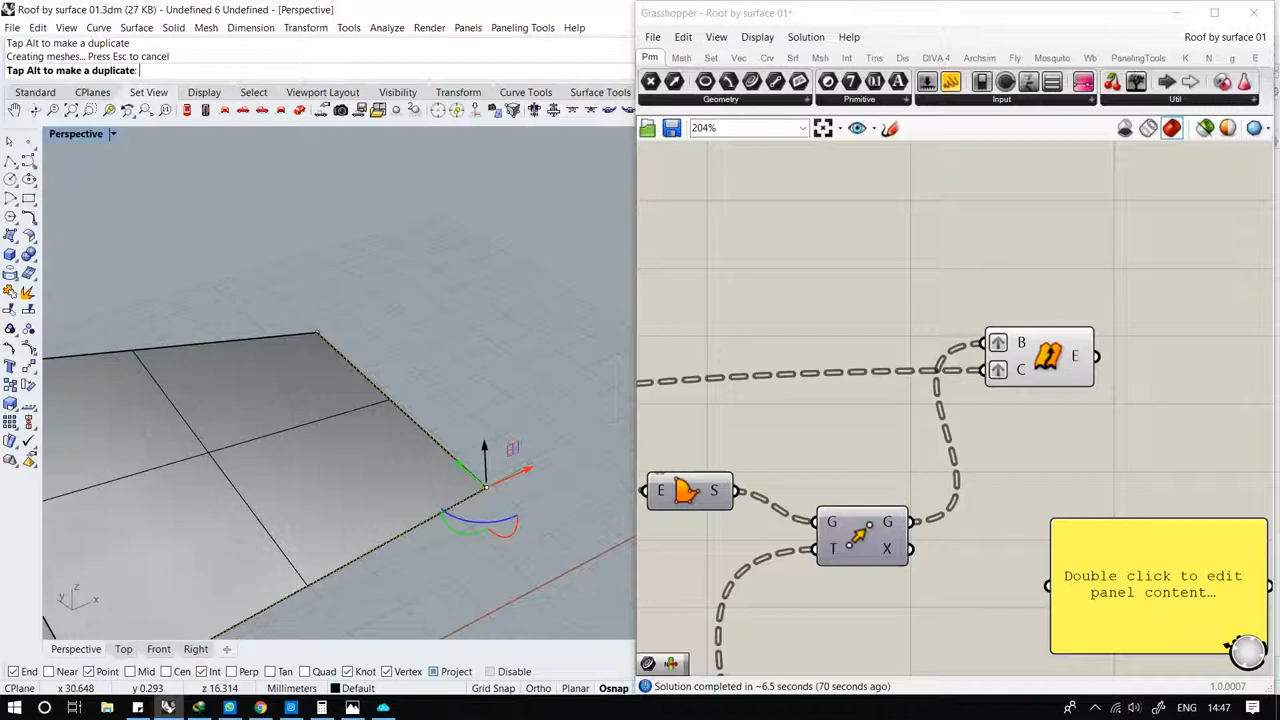 Roof by surface 01.3dm (27 KB) - Undefined 6 Undefined - [Perspective]
File Edit View Curve Surface Solid Mesh Dimension Transform Tools Analyze Render Panels Paneling Tools Help
Tap Alt to make a duplicate
Creating meshes... Press Esc to cancel
Tap Alt to make a duplicate:
Standard CPlanes Set View Display Select Viewport Layout Visibility Transform Curve Tools Surface Tools
Perspective
z
y x
Perspective Top Front Right
End Near Point Mid Cen Int Perp Tan Quad Knot Vertex Project Disable
CPlane x 30.648 y 0.293 z 16.314 Millimeters Default Grid Snap Ortho Planar Osnap
Grasshopper - Roof by surface 01*
File Edit View Display Solution Help Roof by surface 01
Prm Math Set Vec Crv Srf Msh Int Trns Dis DIVA 4 Archsim Fly Mosquito Wb PanelingTools K N g E
Geometry Primitive Input Util
204%
B
E
C
E S
G G
T X
Double click to edit
panel content…
Solution completed in ~6.5 seconds (70 seconds ago) 1.0.0007
ENG 14:47